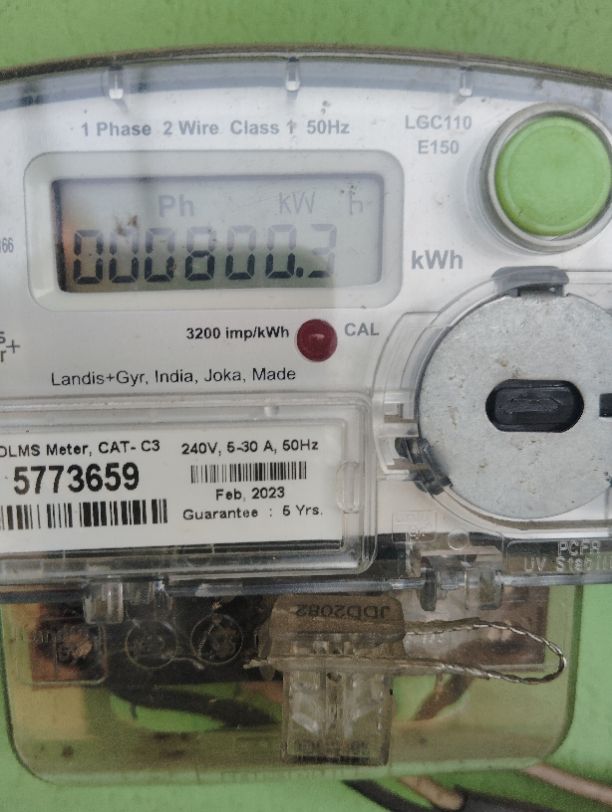 1 Phase 2 Wire Class 1 50Hz
LGC110
E150
Ph kW h
000800.3
kWh
3200 imp/kWh
CAL
Landis+Gyr, India, Joka, Made
DLMS Meter, CAT- C3
240V, 5-30 A, 50Hz
5773659
Feb, 2023
Guarantee : 5 Yrs.
JDD2082